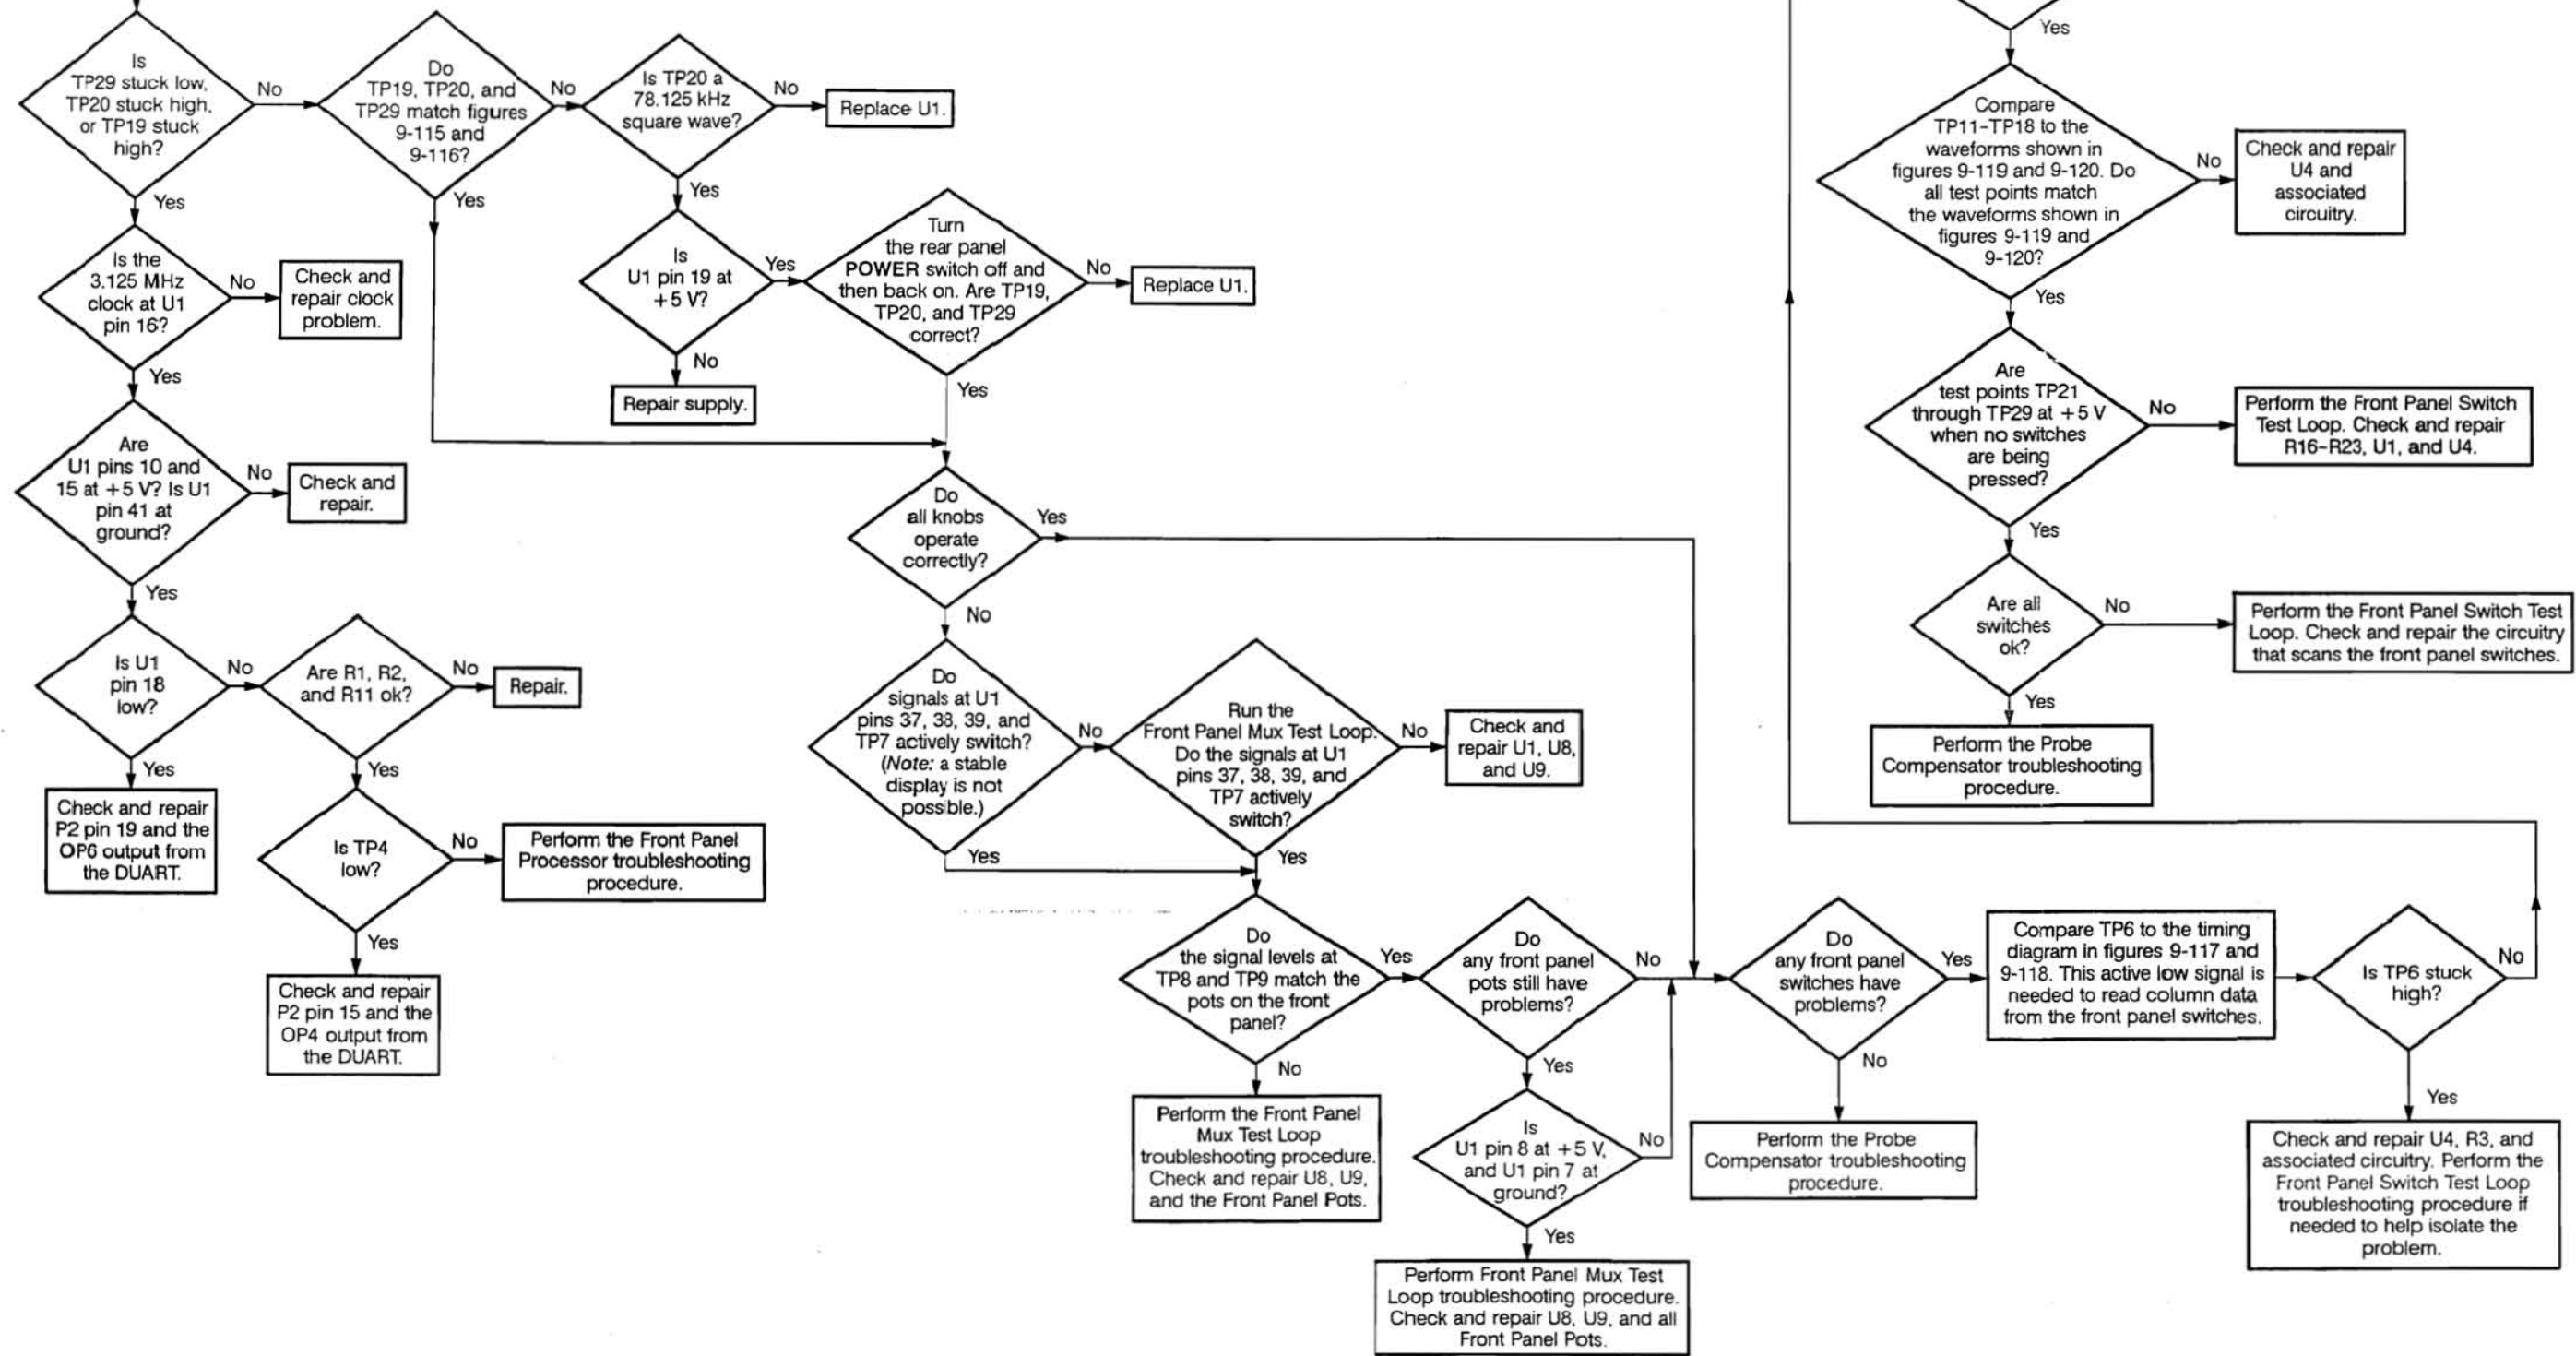 Is
TP29 stuck low,
TP20 stuck high,
or TP19 stuck
high?
No
Yes
Do
TP19, TP20, and
TP29 match figures
9-115 and
9-116?
No
Yes
Is TP20 a
78.125 kHz
square wave?
No
Yes
Replace U1.
Is
U1 pin 19 at
+5 V?
Yes
No
Repair supply.
Turn
the rear panel
POWER switch off and
then back on. Are TP19,
TP20, and TP29
correct?
No
Yes
Replace U1.
Is the
3.125 MHz
clock at U1
pin 16?
No
Yes
Check and
repair clock
problem.
Are
U1 pins 10 and
15 at +5 V? Is U1
pin 41 at
ground?
No
Yes
Check and
repair.
Is U1
pin 18
low?
No
Yes
Check and repair
P2 pin 19 and the
OP6 output from
the DUART.
Are R1, R2,
and R11 ok?
No
Yes
Repair.
Is TP4
low?
No
Yes
Perform the Front Panel
Processor troubleshooting
procedure.
Check and repair
P2 pin 15 and the
OP4 output from
the DUART.
Do
all knobs
operate
correctly?
Yes
No
Do
signals at U1
pins 37, 38, 39, and
TP7 actively switch?
(Note: a stable
display is not
possible.)
No
Yes
Run the
Front Panel Mux Test Loop.
Do the signals at U1
pins 37, 38, 39, and
TP7 actively
switch?
No
Yes
Check and
repair U1, U8,
and U9.
Do
the signal levels at
TP8 and TP9 match the
pots on the front
panel?
Yes
No
Perform the Front Panel
Mux Test Loop
troubleshooting procedure.
Check and repair U8, U9,
and the Front Panel Pots.
Do
any front panel
pots still have
problems?
No
Yes
Is
U1 pin 8 at +5 V,
and U1 pin 7 at
ground?
No
Yes
Perform Front Panel Mux Test
Loop troubleshooting procedure.
Check and repair U8, U9, and all
Front Panel Pots.
Do
any front panel
switches have
problems?
Yes
No
Perform the Probe
Compensator troubleshooting
procedure.
Compare TP6 to the timing
diagram in figures 9-117 and
9-118. This active low signal is
needed to read column data
from the front panel switches.
Is TP6 stuck
high?
No
Yes
Check and repair U4, R3, and
associated circuitry. Perform the
Front Panel Switch Test Loop
troubleshooting procedure if
needed to help isolate the
problem.
Yes
Compare
TP11-TP18 to the
waveforms shown in
figures 9-119 and 9-120. Do
all test points match
the waveforms shown in
figures 9-119 and
9-120?
No
Yes
Check and repair
U4 and
associated
circuitry.
Are
test points TP21
through TP29 at +5 V
when no switches
are being
pressed?
No
Yes
Perform the Front Panel Switch
Test Loop. Check and repair
R16-R23, U1, and U4.
Are all
switches
ok?
No
Yes
Perform the Front Panel Switch Test
Loop. Check and repair the circuitry
that scans the front panel switches.
Perform the Probe
Compensator troubleshooting
procedure.